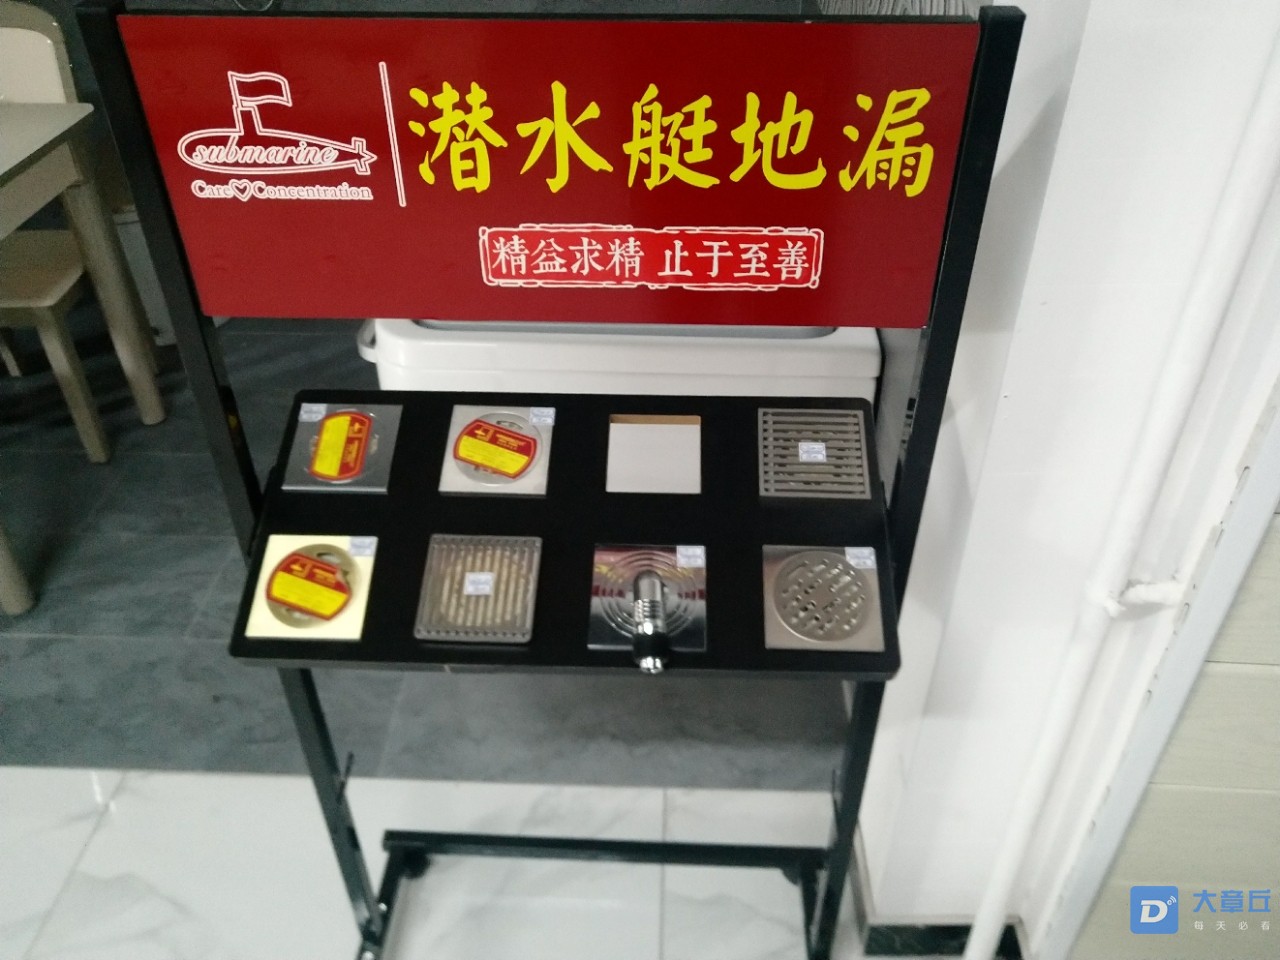 submarine
Care Concentration
潜水艇地漏
精益求精 止于至善
大章丘
每天必看